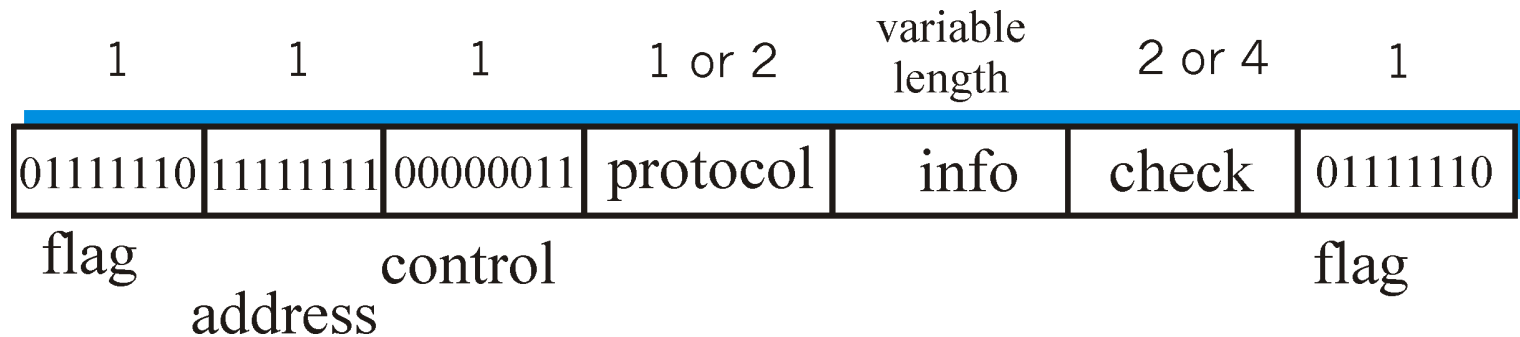 1 1 1 1 or 2 variable length 2 or 4 1
01111110 11111111 00000011 protocol info check 01111110
flag address control flag